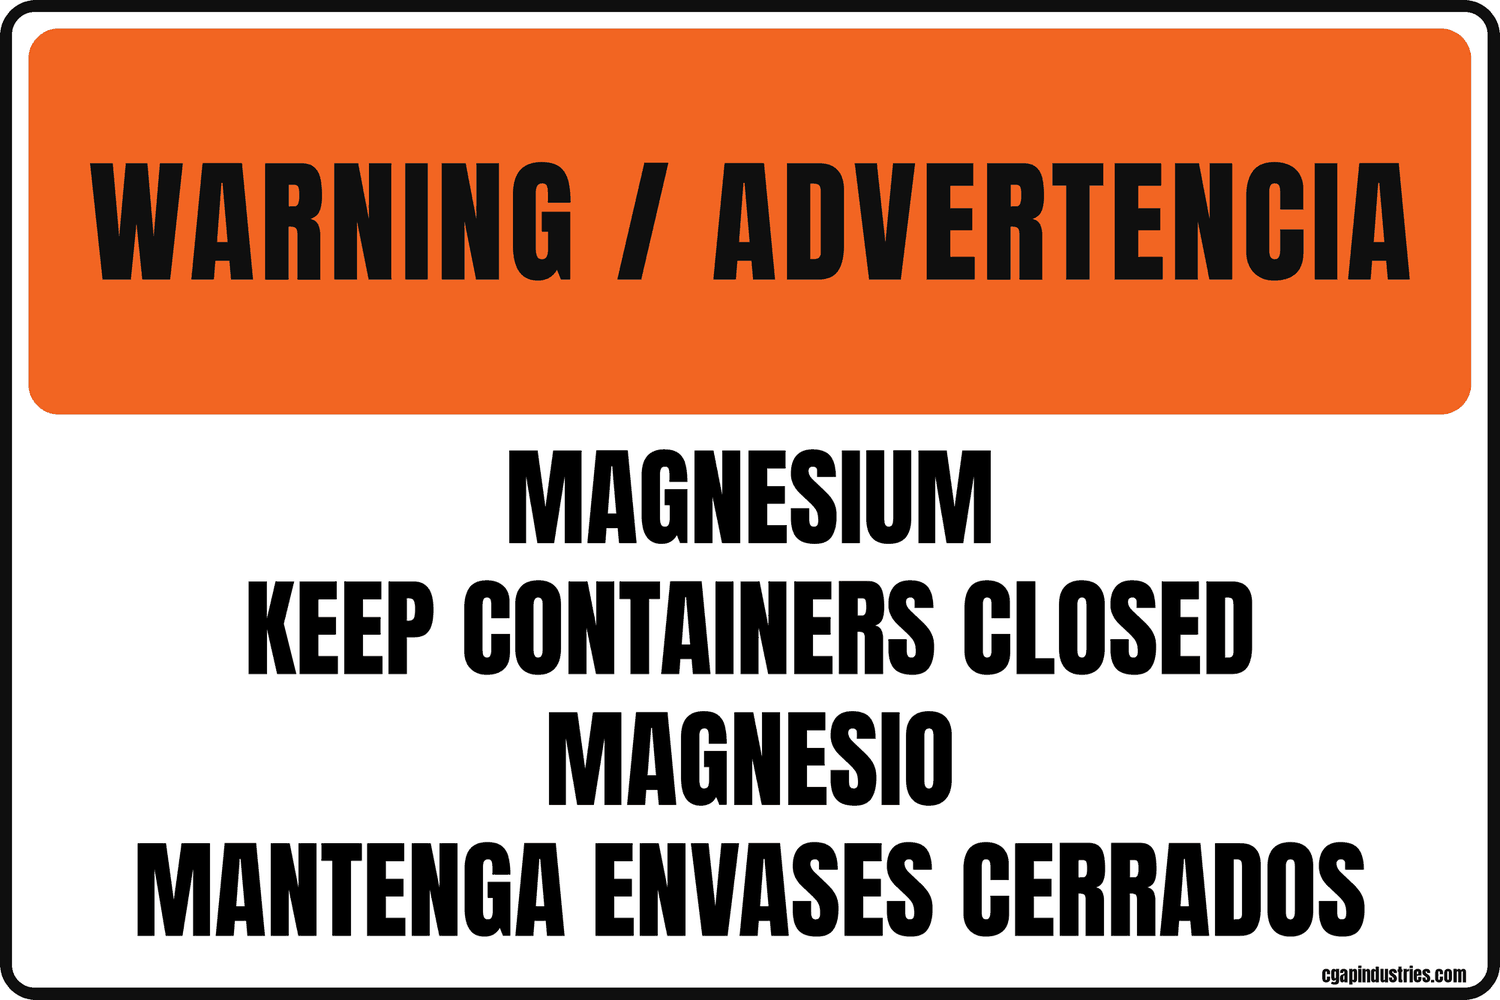 WARNING / ADVERTENCIA
MAGNESIUM
KEEP CONTAINERS CLOSED
MAGNESIO
MANTENGA ENVASES CERRADOS
cgapindustries.com